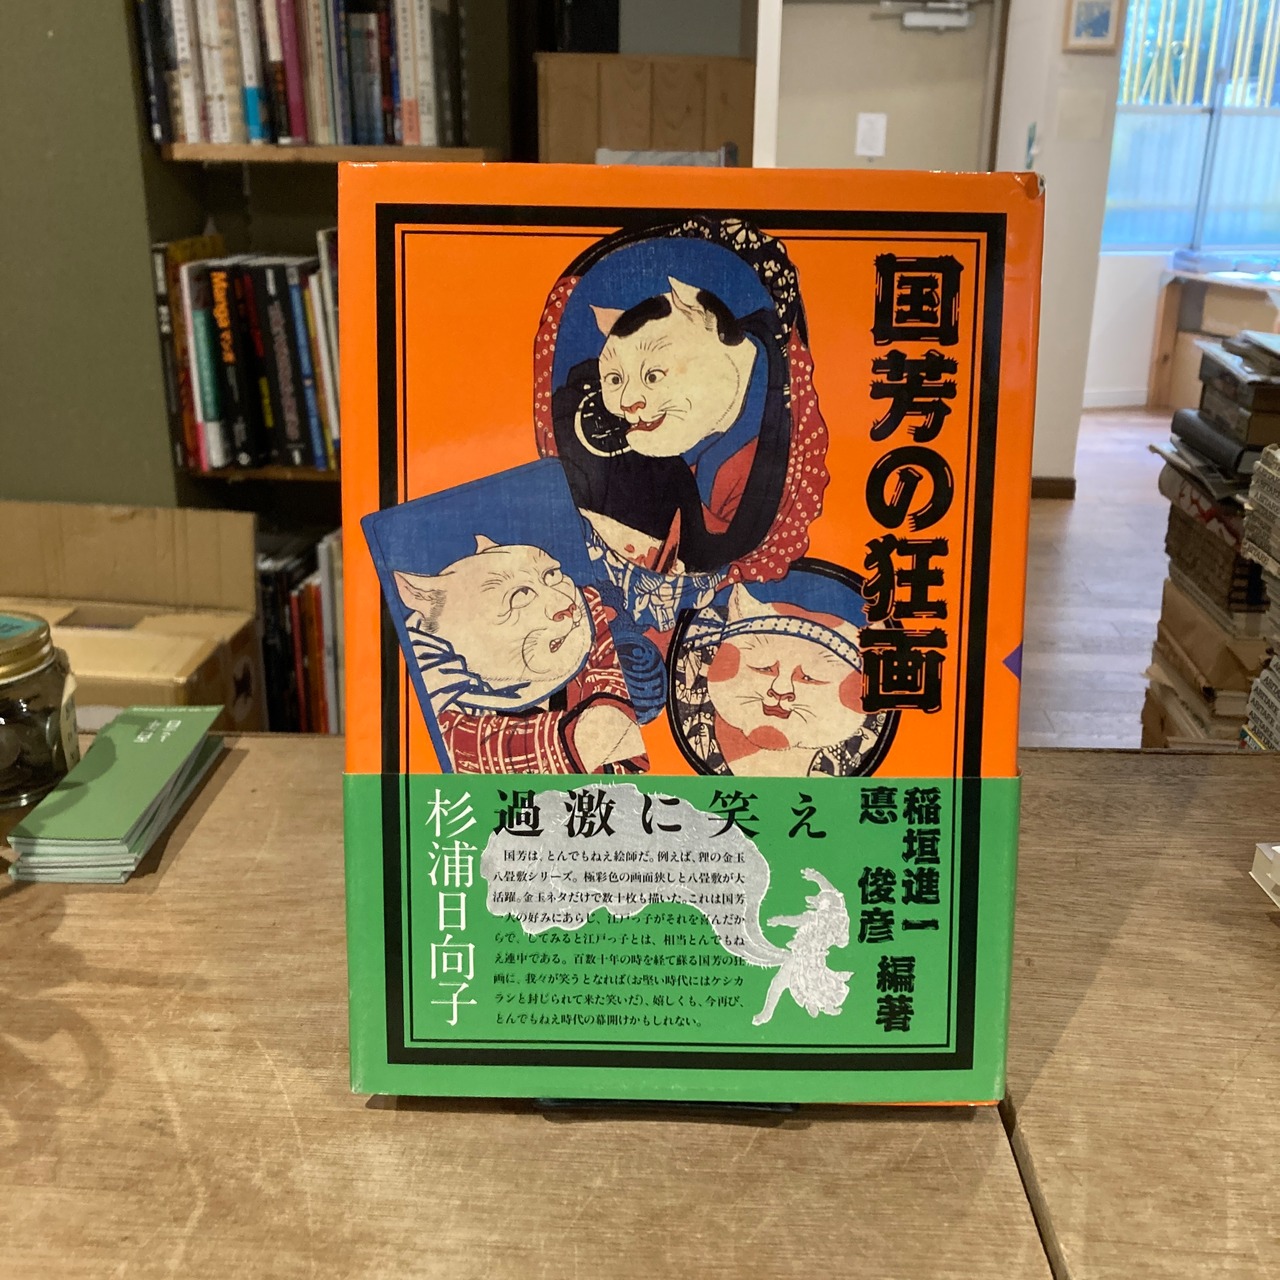 国芳の狂画
稲垣進一
悳俊彦
編著
過激に笑え
国芳は、とんでもねえ絵師だ。例えば、狸の金玉
八畳敷シリーズ。極彩色の画面狭しと八畳敷が大
活躍。金玉ネタだけで数十枚も描いた。これは国芳
一人の好みにあらじ、江戸っ子がそれを喜んだか
らで、してみると江戸っ子とは、相当とんでもね
え連中である。百数十年の時を経て蘇る国芳の狂
画に、我々が笑うとなれば(お堅い時代にはケシカ
ランと封じられて来た笑いだ)、嬉しくも、今再び、
とんでもねえ時代の幕開けかもしれない。
杉浦日向子
Manga